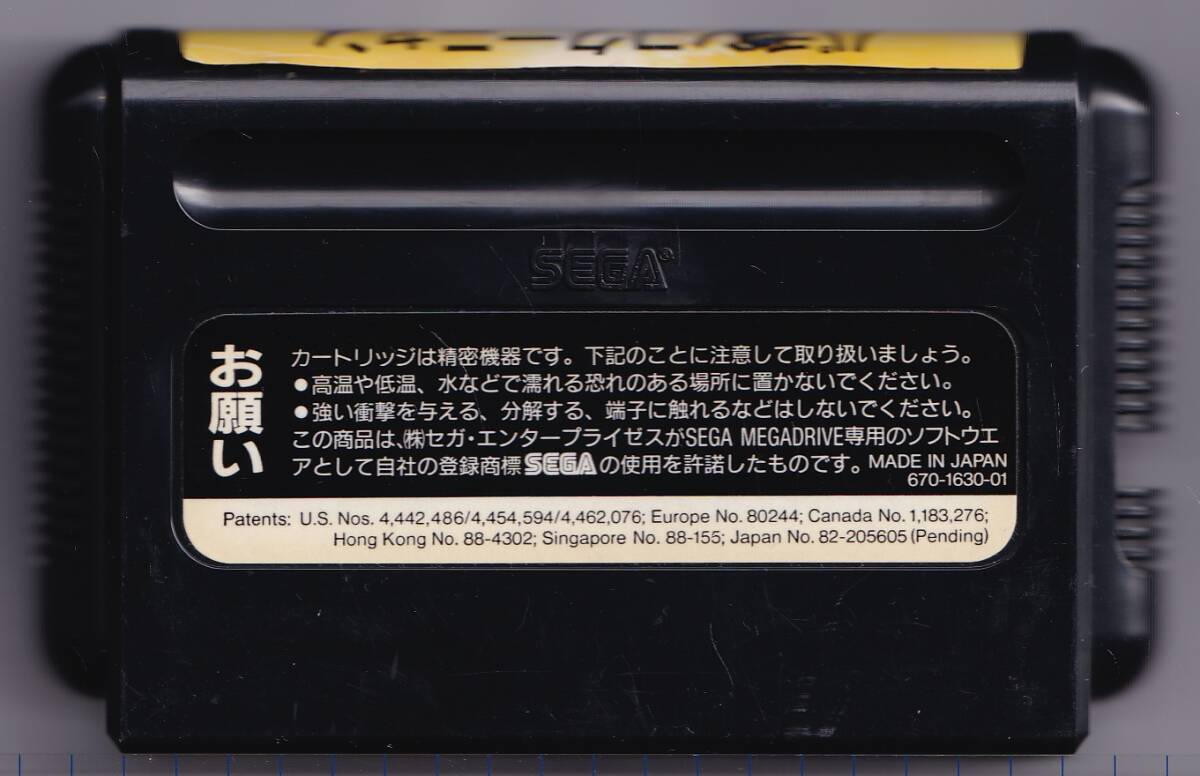 パチンコクーニャン
SEGA®
お願い
カートリッジは精密機器です。下記のことに注意して取り扱いましょう。
●高温や低温、水などで濡れる恐れのある場所に置かないでください。
●強い衝撃を与える、分解する、端子に触れるなどはしないでください。
この商品は、㈱セガ・エンタープライゼスがSEGA MEGADRIVE専用のソフトウエ
アとして自社の登録商標SEGAの使用を許諾したものです。MADE IN JAPAN
670-1630-01
Patents: U.S. Nos. 4,442,486/4,454,594/4,462,076; Europe No. 80244; Canada No. 1,183,276;
Hong Kong No. 88-4302; Singapore No. 88-155; Japan No. 82-205605 (Pending)